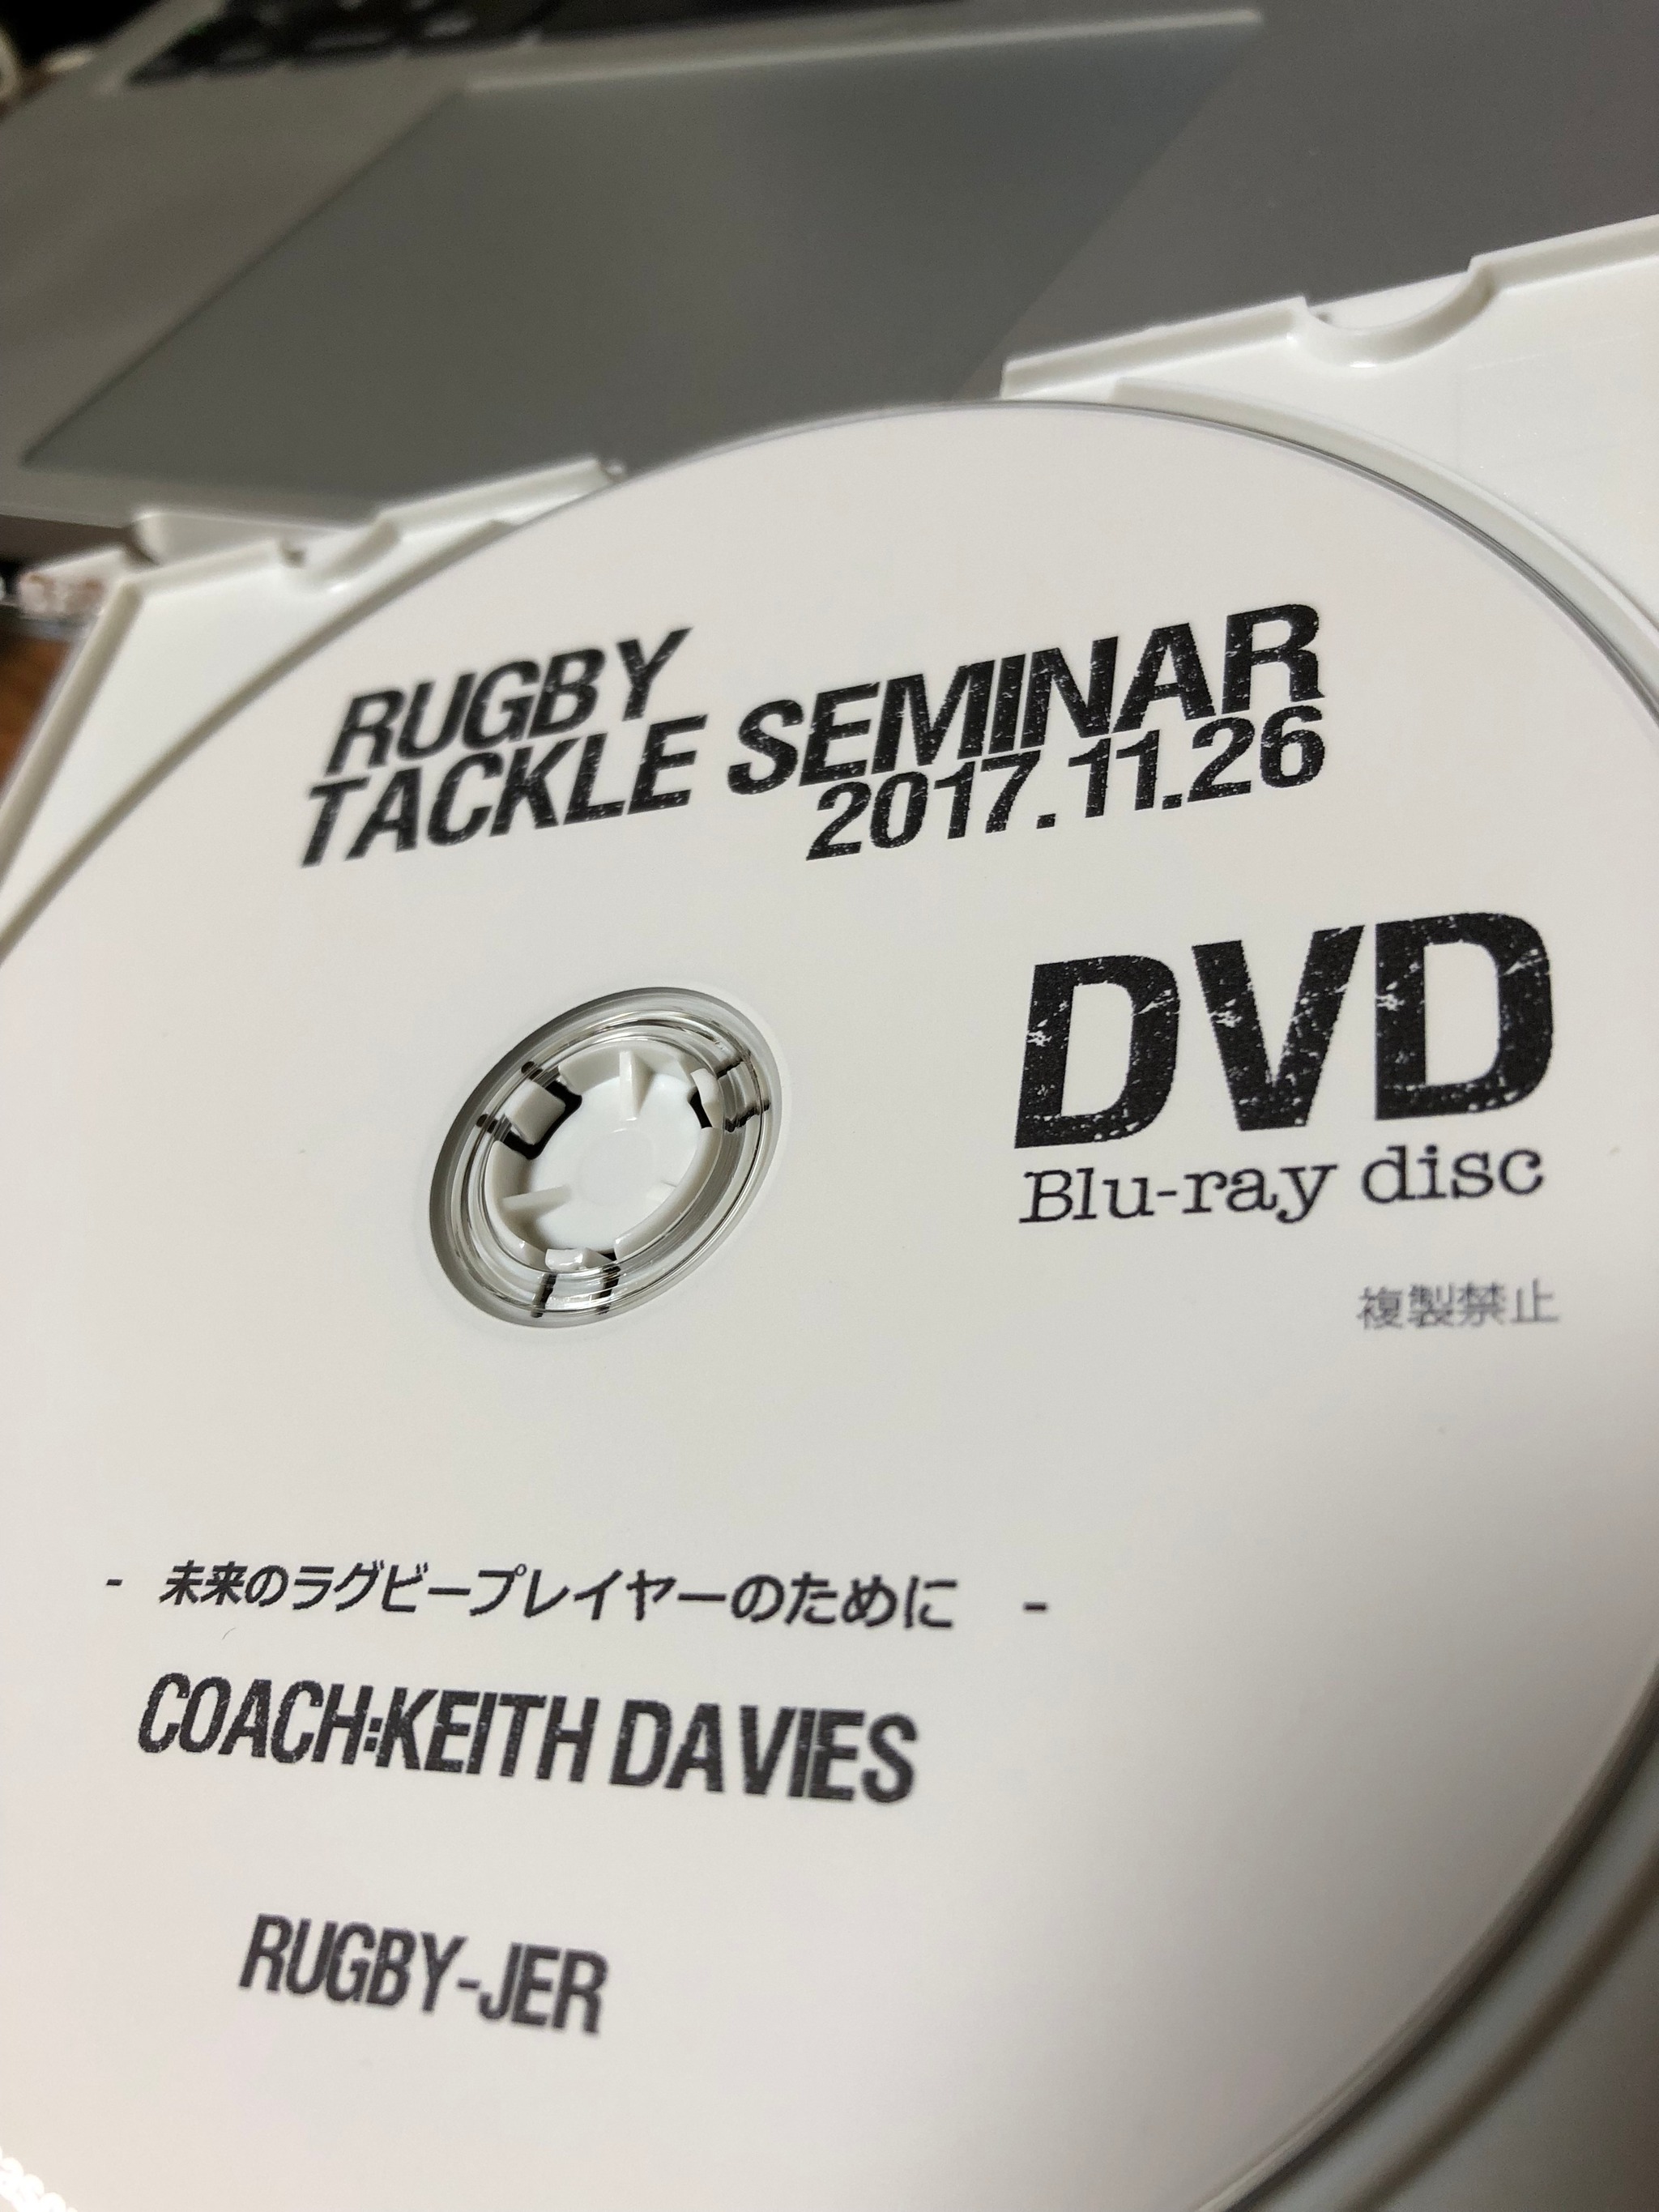 RUGBY
TACKLE SEMINAR
2017.11.26
DVD
Blu-ray disc
複製禁止
- 未来のラグビープレイヤーのために -
COACH:KEITH DAVIES
RUGBY-JER